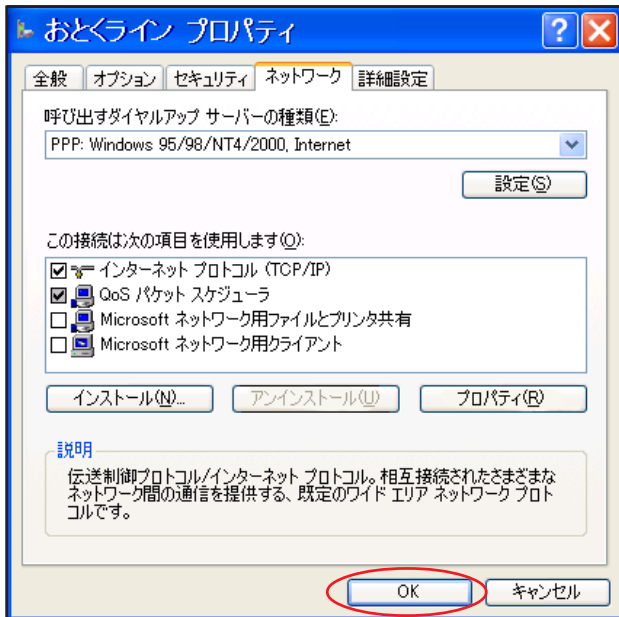 おとくライン プロパティ
全般 オプション セキュリティ ネットワーク 詳細設定
呼び出すダイヤルアップ サーバーの種類(E):
PPP: Windows 95/98/NT4/2000, Internet
設定(S)
この接続は次の項目を使用します(O):
インターネット プロトコル (TCP/IP)
QoS パケット スケジューラ
Microsoft ネットワーク用ファイルとプリンタ共有
Microsoft ネットワーク用クライアント
インストール(N)... アンインストール(U) プロパティ(R)
説明
伝送制御プロトコル/インターネット プロトコル。相互接続されたさまざまな
ネットワーク間の通信を提供する、既定のワイド エリア ネットワーク プロト
コルです。
OK キャンセル